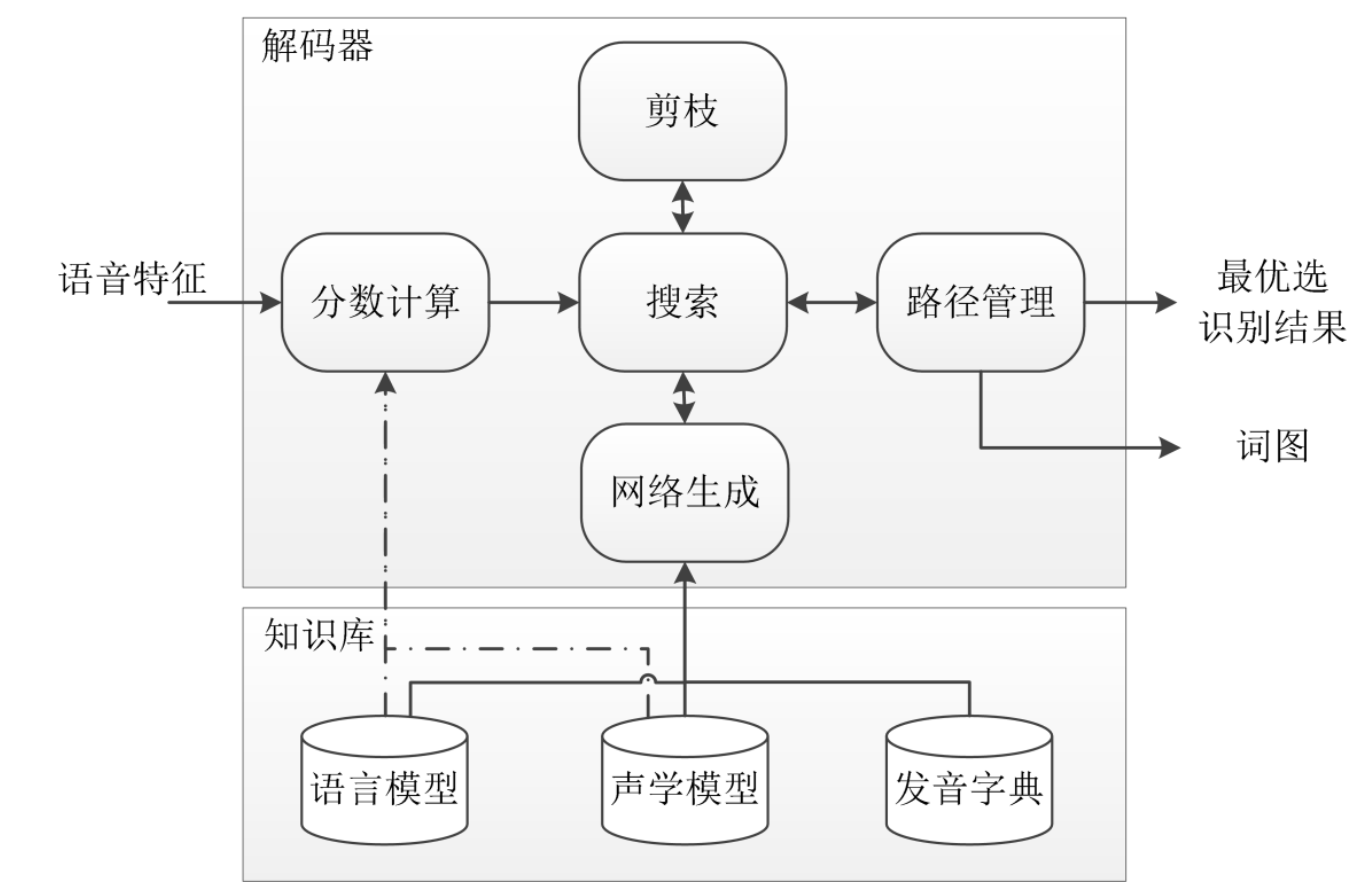 解码器
剪枝
语音特征
分数计算
搜索
路径管理
最优选
识别结果
词图
网络生成
知识库
语言模型
声学模型
发音字典